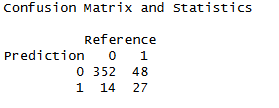 Confusion Matrix and Statistics
Reference
Prediction 0 1
0 352 48
1 14 27